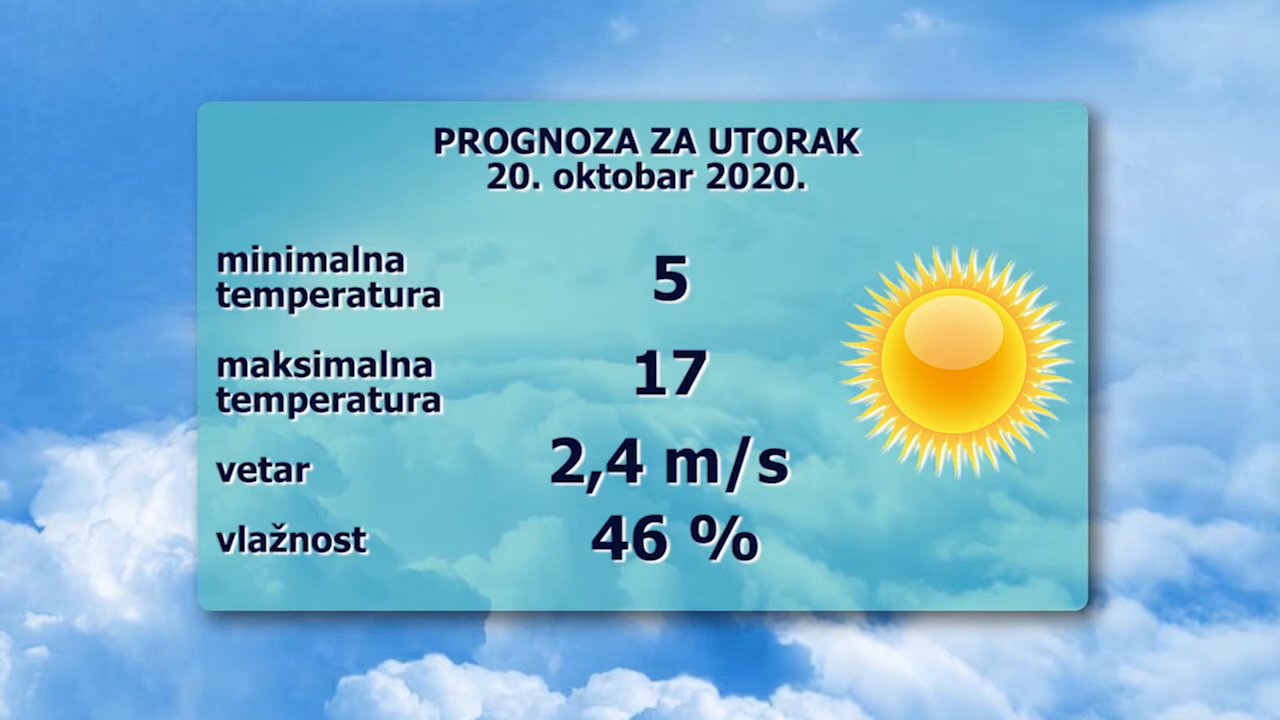 PROGNOZA ZA UTORAK
20. oktobar 2020.
minimalna
temperatura
5
maksimalna
temperatura
17
vetar
2,4 m/s
vlažnost
46 %